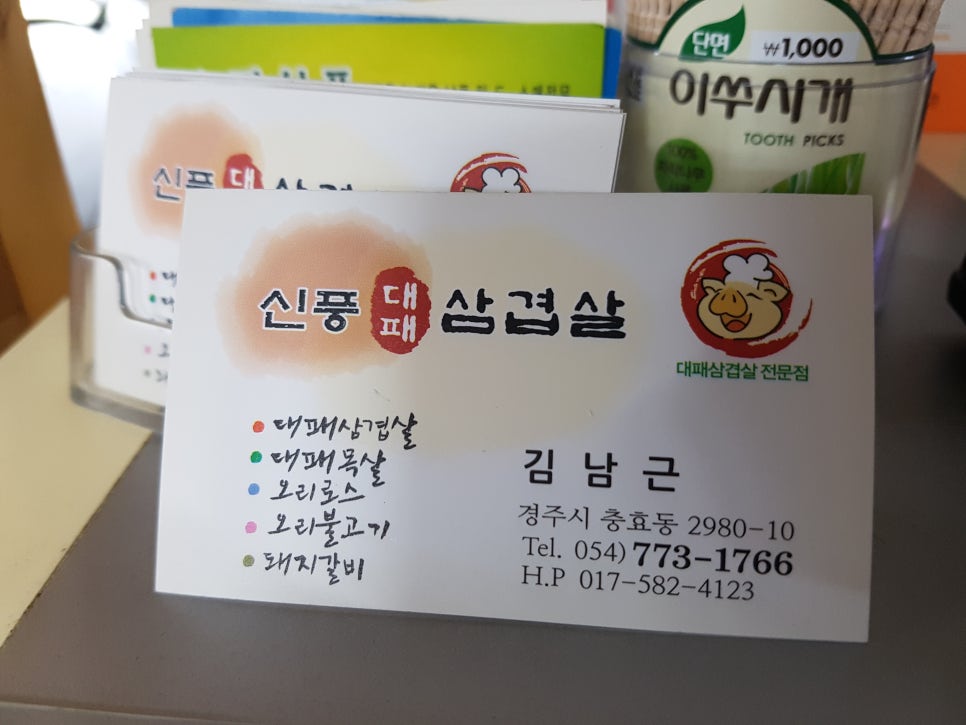 단면 ₩1,000
이쑤시개
TOOTH PICKS
신풍 대
신풍 대패 삼겹살
대패삼겹살 전문점
대패삼겹살
대패목살
오리로스
오리불고기
돼지갈비
김 남 근
경주시 충효동 2980-10
Tel. 054) 773-1766
H.P 017-582-4123